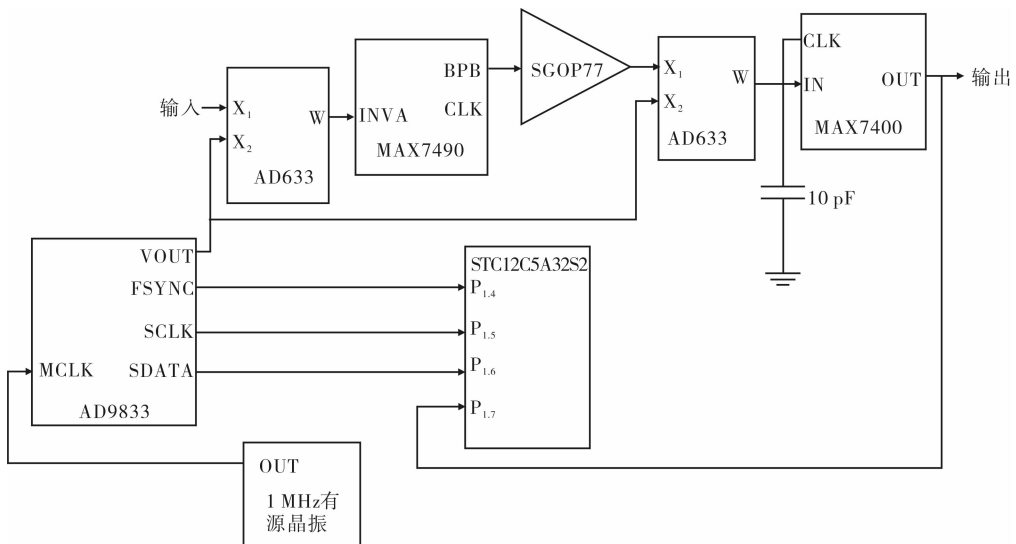 输入
X₁
X₂
W
AD633
INVA
BPB
CLK
MAX7490
SGOP77
X₁
X₂
W
AD633
CLK
IN
OUT
MAX7400
输出
10 pF
VOUT
FSYNC
SCLK
MCLK
SDATA
AD9833
STC12C5A32S2
P₁.₄
P₁.₅
P₁.₆
P₁.₇
OUT
1 MHz有
源晶振